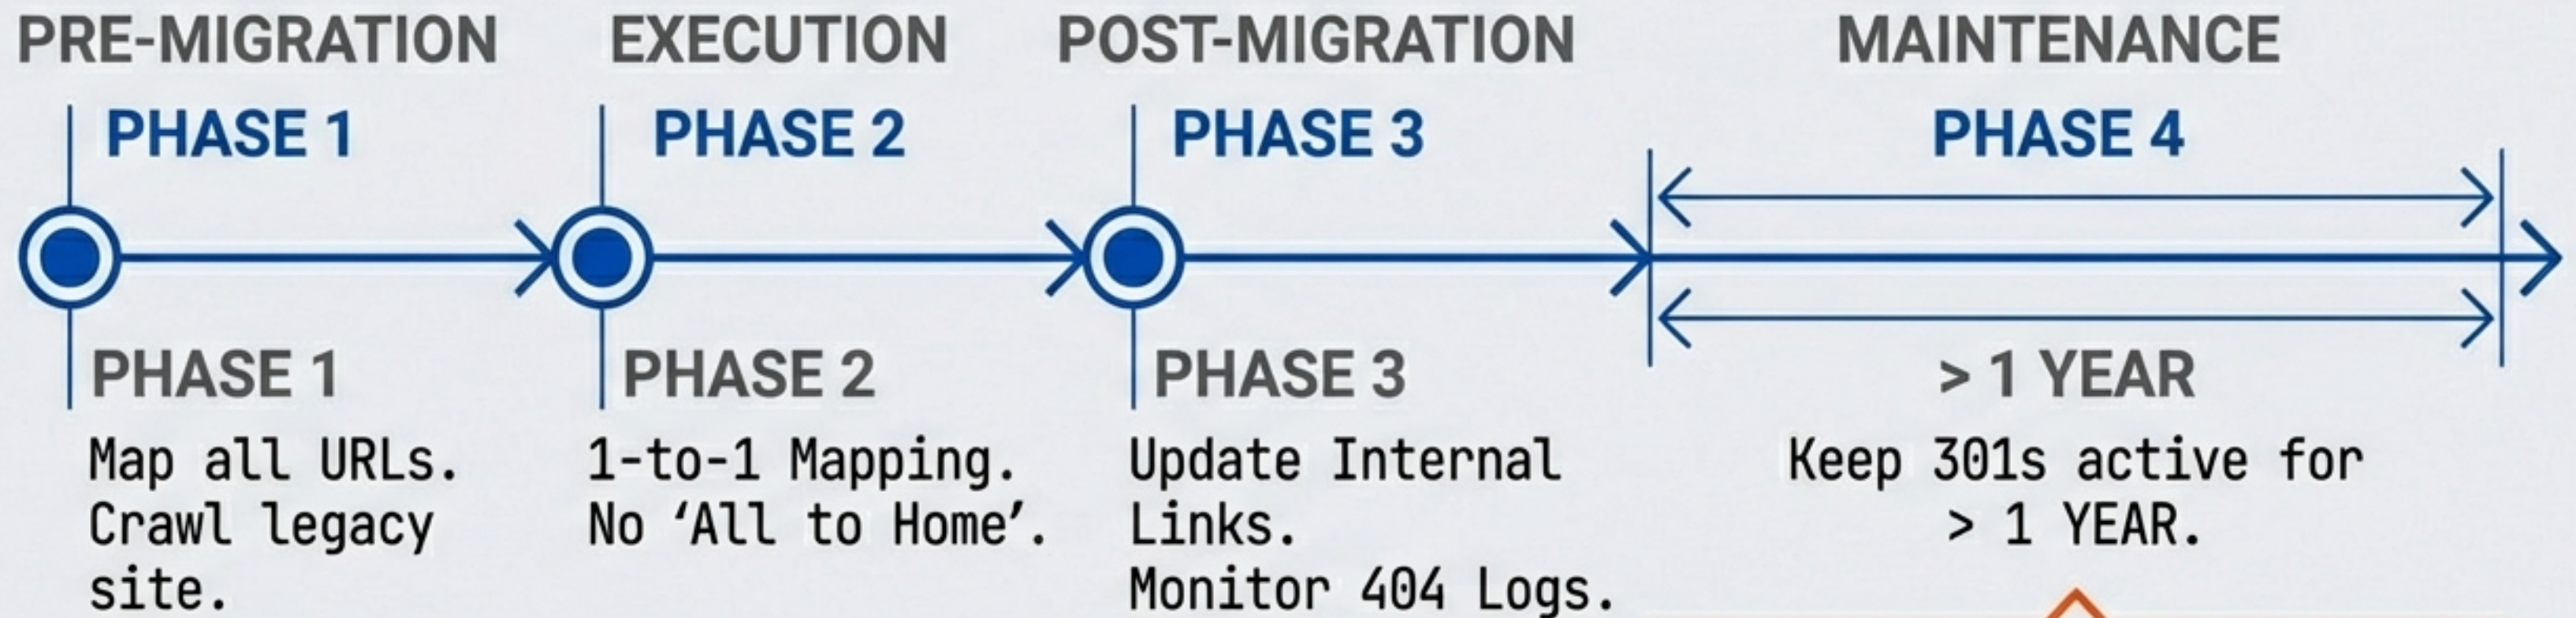 PRE-MIGRATION
EXECUTION
POST-MIGRATION
MAINTENANCE
PHASE 1
PHASE 2
PHASE 3
PHASE 4
PHASE 1
Map all URLs.
Crawl legacy
site.
PHASE 2
1-to-1 Mapping.
No ‘All to Home’.
PHASE 3
Update Internal
Links.
Monitor 404 Logs.
> 1 YEAR
Keep 301s active for
> 1 YEAR.